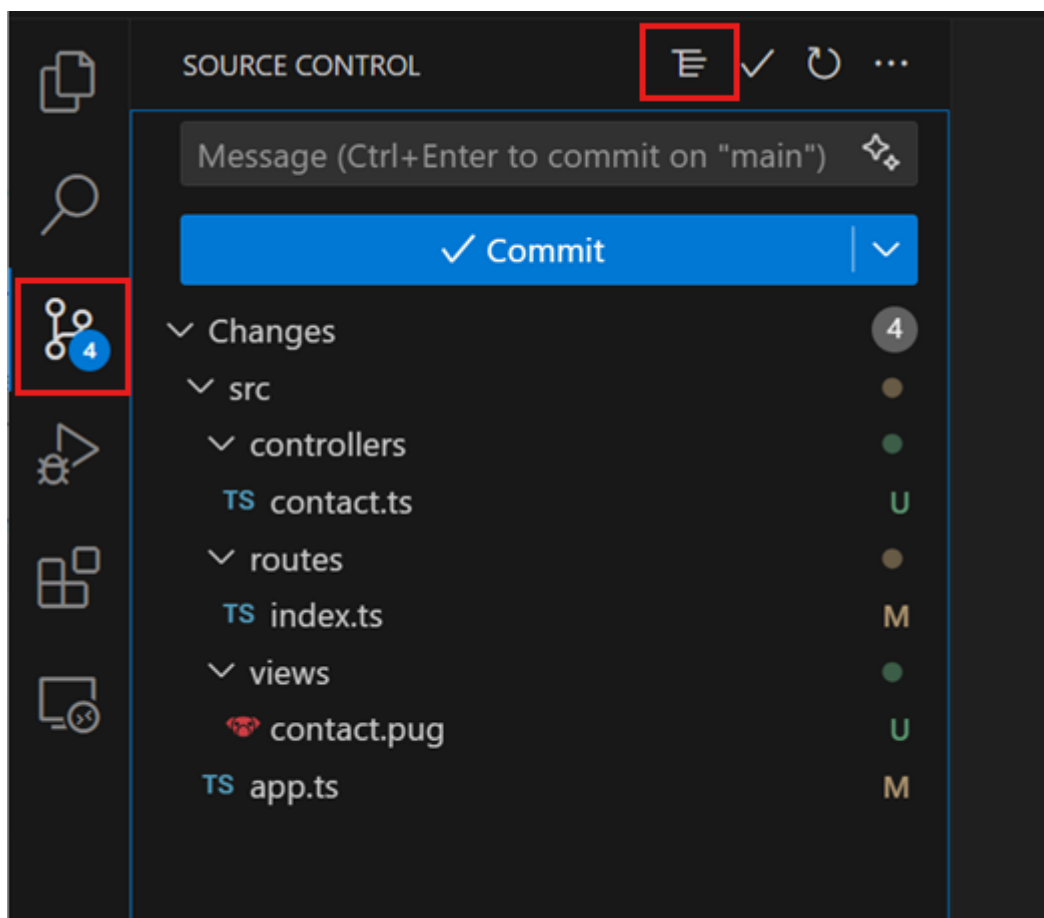 SOURCE CONTROL
Message (Ctrl+Enter to commit on "main")
Commit
4
Changes 4
src
controllers
TS contact.ts U
routes
TS index.ts M
views
contact.pug U
TS app.ts M